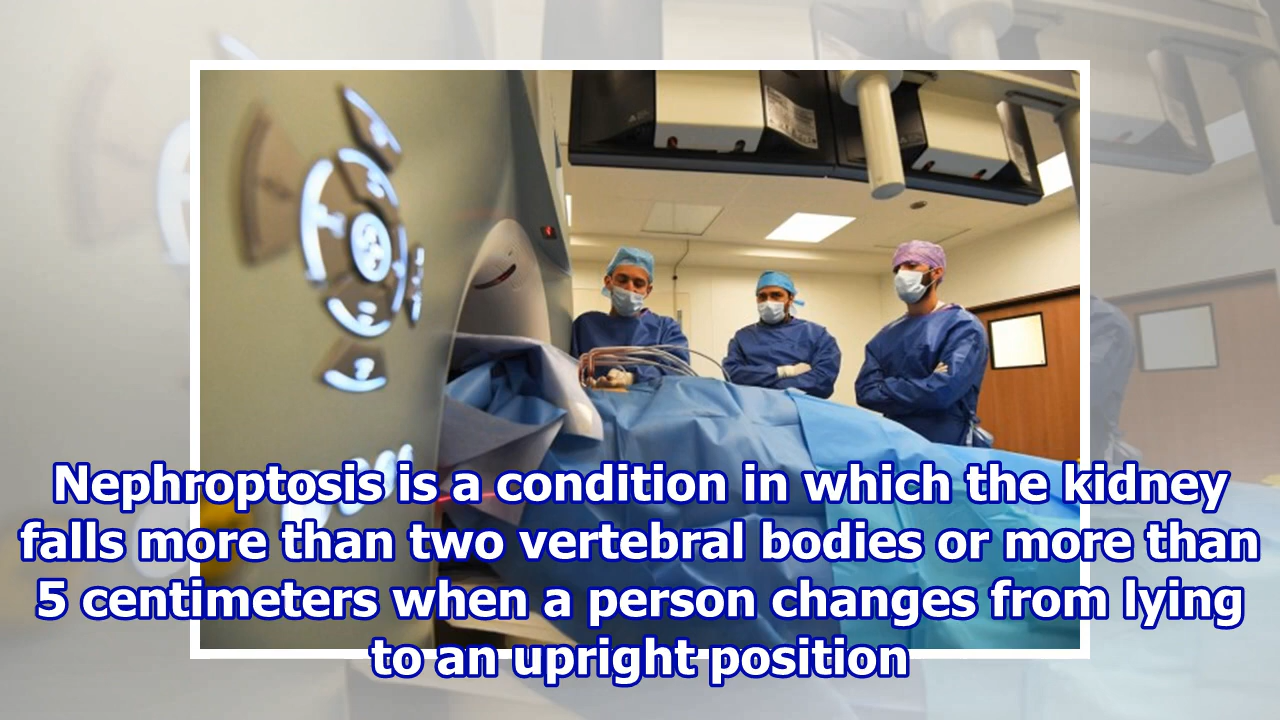 Nephroptosis is a condition in which the kidney
falls more than two vertebral bodies or more than
5 centimeters when a person changes from lying
to an upright position